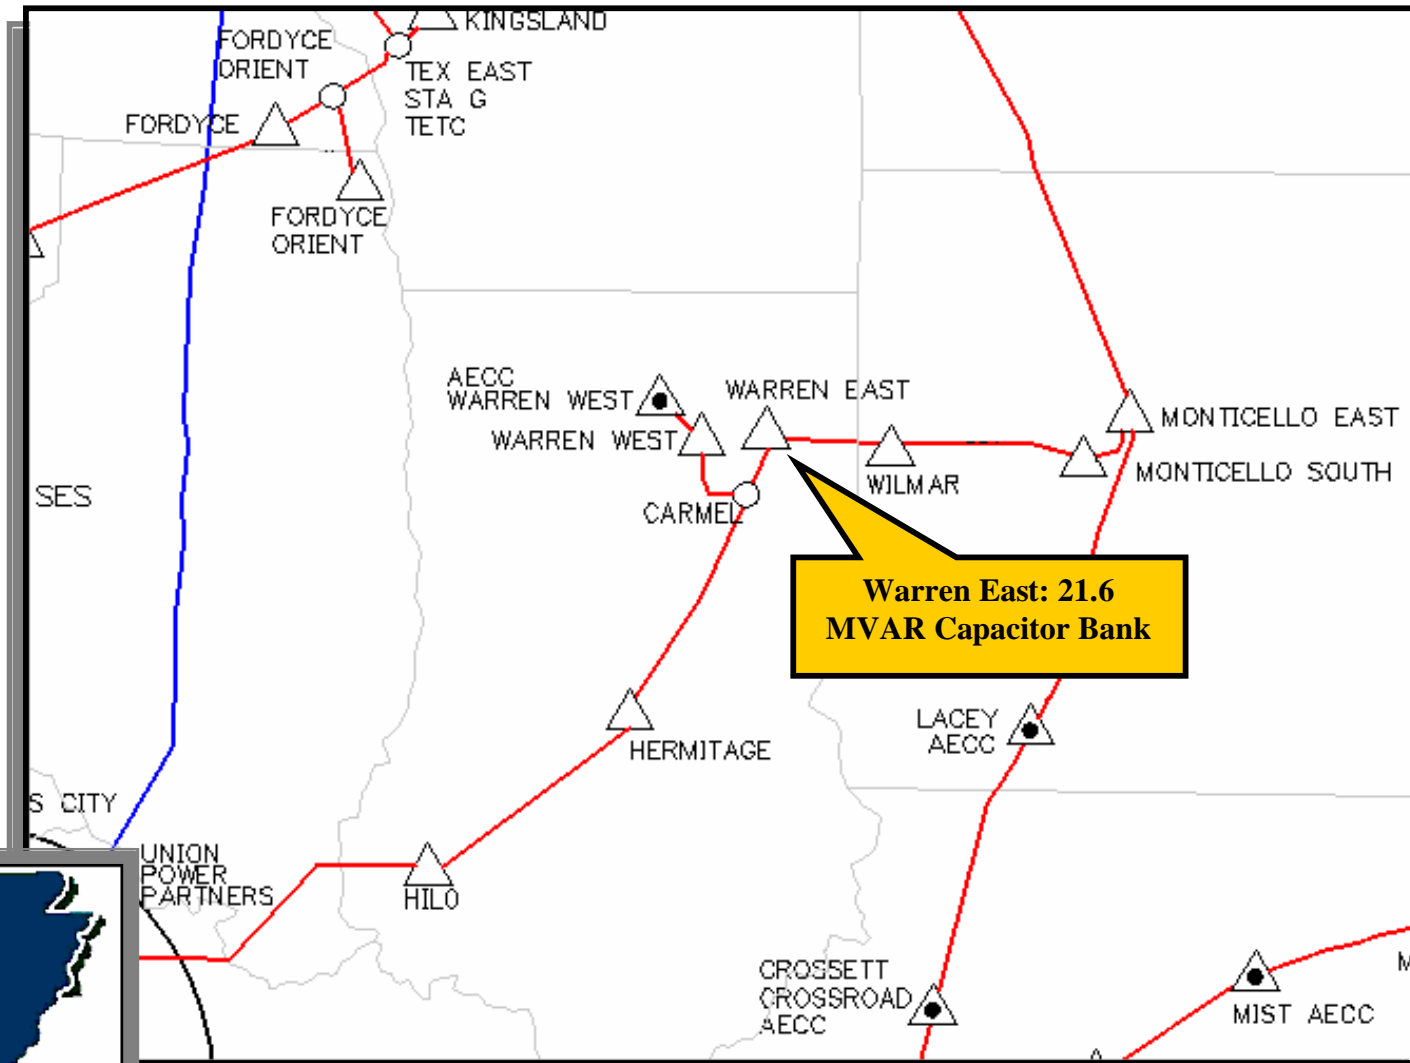 KINGSLAND
FORDYCE
ORIENT
TEX EAST
STA G
TETC
FORDYCE
FORDYCE
ORIENT
AECC
WARREN WEST
WARREN EAST
WARREN WEST
MONTICELLO EAST
MONTICELLO SOUTH
WILMAR
SES
CARMEL
Warren East: 21.6
MVAR Capacitor Bank
LACEY
AECC
HERMITAGE
S CITY
UNION
POWER
PARTNERS
HILO
CROSSETT
CROSSROAD
AECC
M
MIST AECC